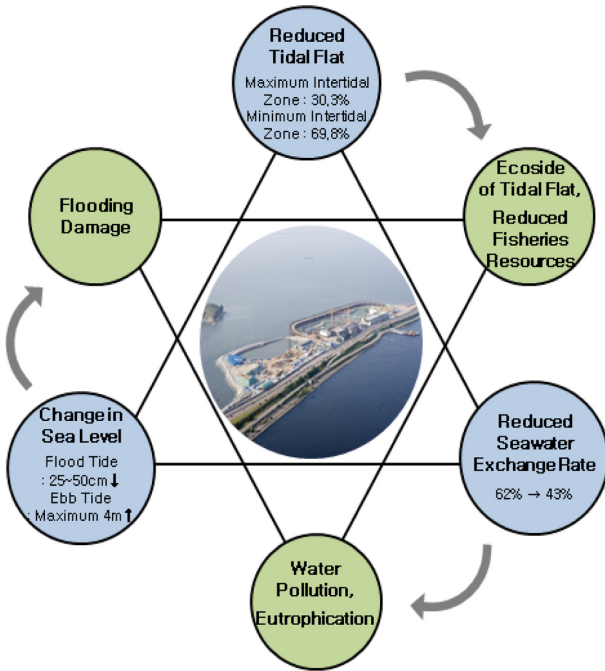 Reduced
Tidal Flat
Maximum Intertidal
Zone : 30,3%
Minimum Intertidal
Zone : 69,8%
Ecoside
of Tidal Flat,
Reduced
Fisheries
Resources
Reduced
Seawater
Exchange Rate
62% → 43%
Water
Pollution,
Eutrophication
Change in
Sea Level
Flood Tide
: 25~50cm⬇
Ebb Tide
: Maximum 4m⬆
Flooding
Damage